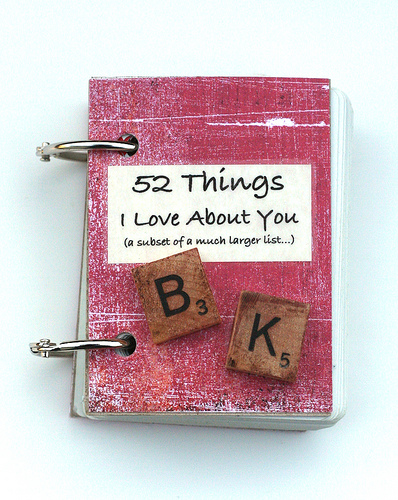 52 Things
I Love About You
(a subset of a much larger list...)
B3
K5